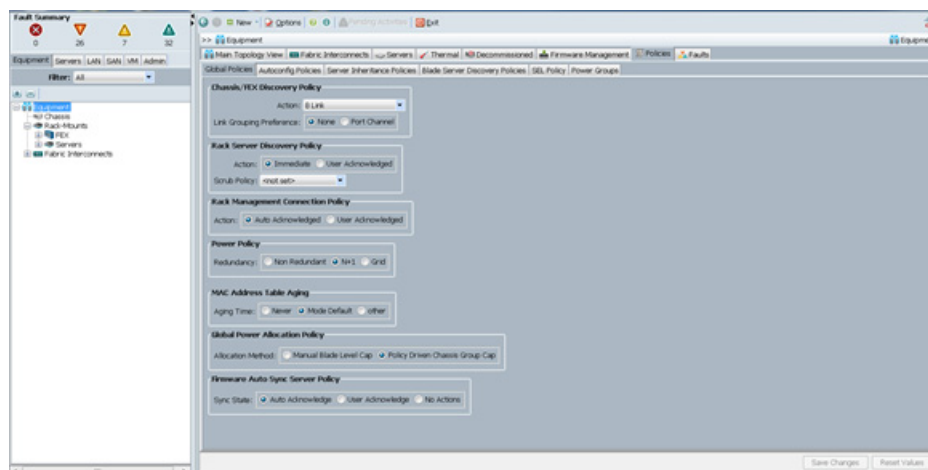 Fault Summary
0 26 7 32
Equipment Servers LAN SAN VM Admin
Filter: All
Equipment
Chassis
Rack-Mounts
FEX
Servers
Fabric Interconnects
New Options Pending Activities Exit
>> Equipment
Main Topology View Fabric Interconnects Servers Thermal Decommissioned Firmware Management Policies Faults
Global Policies Autoconfig Policies Server Inheritance Policies Blade Server Discovery Policies SEL Policy Power Groups
Chassis/FEX Discovery Policy
Action: 8 Link
Link Grouping Preference: None Port Channel
Rack Server Discovery Policy
Action: Immediate User Acknowledged
Scrub Policy: <not set>
Rack Management Connection Policy
Action: Auto Acknowledged User Acknowledged
Power Policy
Redundancy: Non Redundant N+1 Grid
MAC Address Table Aging
Aging Time: Never Mode Default other
Global Power Allocation Policy
Allocation Method: Manual Blade Level Cap Policy Driven Chassis Group Cap
Firmware Auto Sync Server Policy
Sync State: Auto Acknowledge User Acknowledge No Actions
Save Changes Reset Values